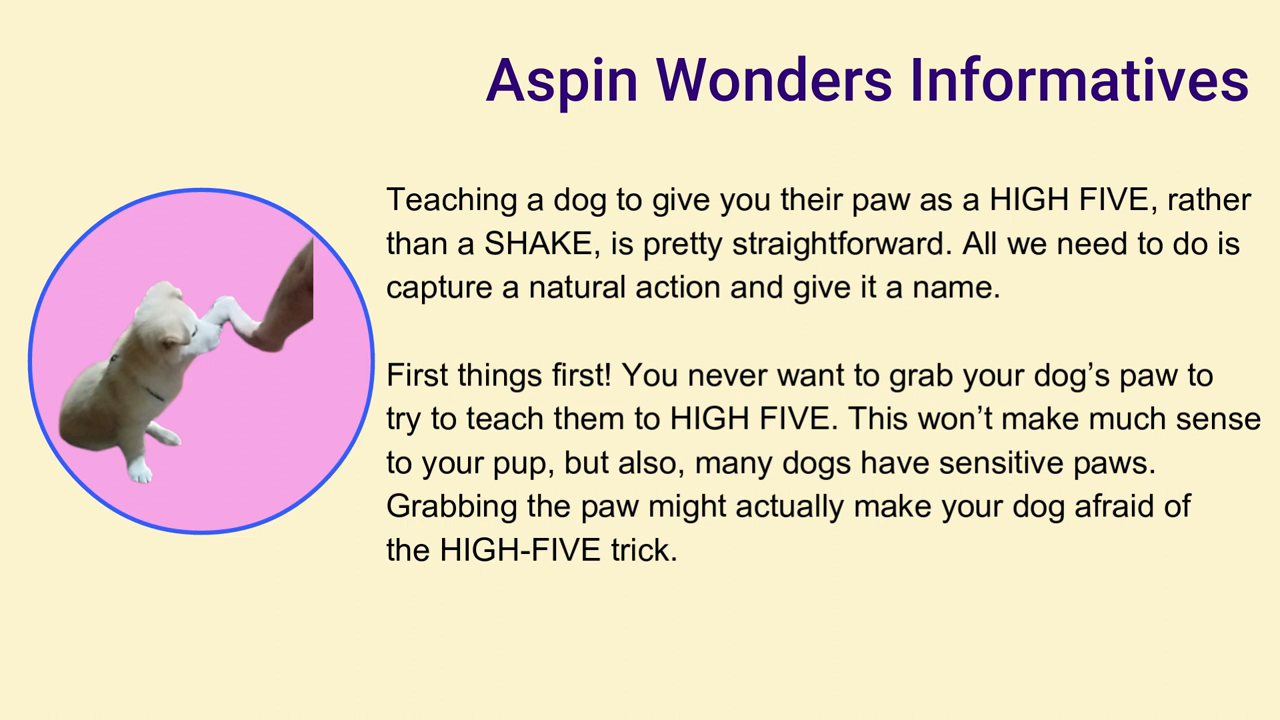 Aspin Wonders Informatives
Teaching a dog to give you their paw as a HIGH FIVE, rather
than a SHAKE, is pretty straightforward. All we need to do is
capture a natural action and give it a name.
First things first! You never want to grab your dog’s paw to
try to teach them to HIGH FIVE. This won’t make much sense
to your pup, but also, many dogs have sensitive paws.
Grabbing the paw might actually make your dog afraid of
the HIGH-FIVE trick.